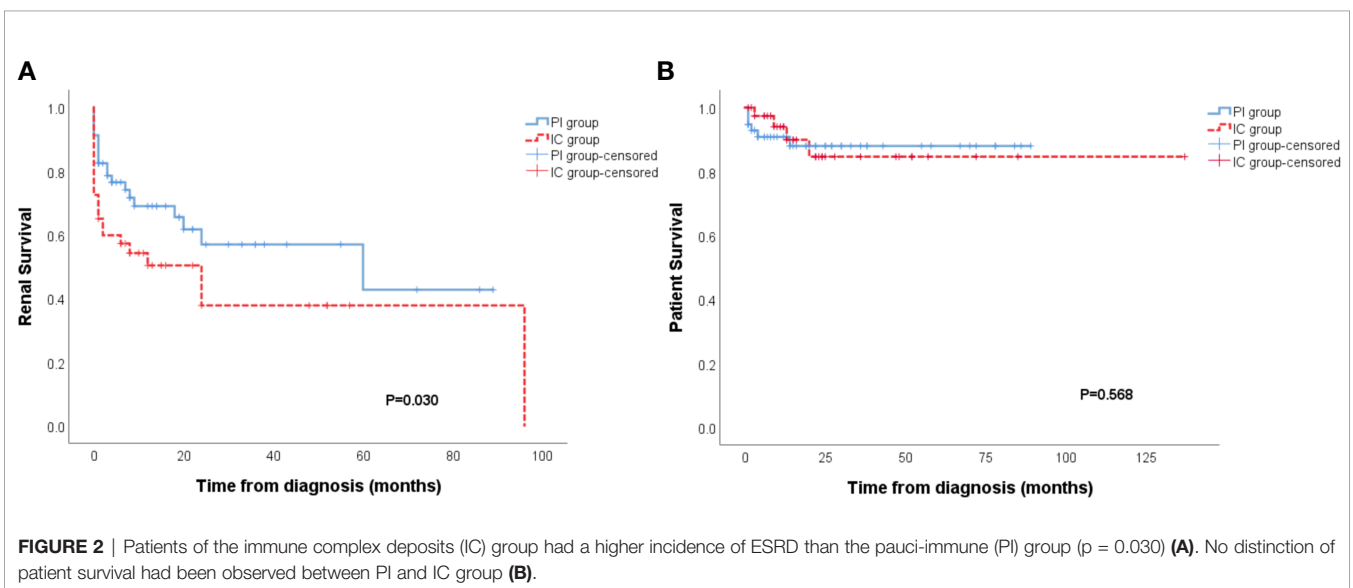 A
B
1.0
0.8
0.6
0.4
0.2
0.0
Renal Survival
0
20
40
60
80
100
Time from diagnosis (months)
PI group
IC group
PI group-censored
IC group-censored
P=0.030
1.0
0.8
0.6
0.4
0.2
0.0
Patient Survival
0
25
50
75
100
125
Time from diagnosis (months)
PI group
IC group
PI group-censored
IC group-censored
P=0.568
FIGURE 2 | Patients of the immune complex deposits (IC) group had a higher incidence of ESRD than the pauci-immune (PI) group (p = 0.030) (A). No distinction of
patient survival had been observed between PI and IC group (B).